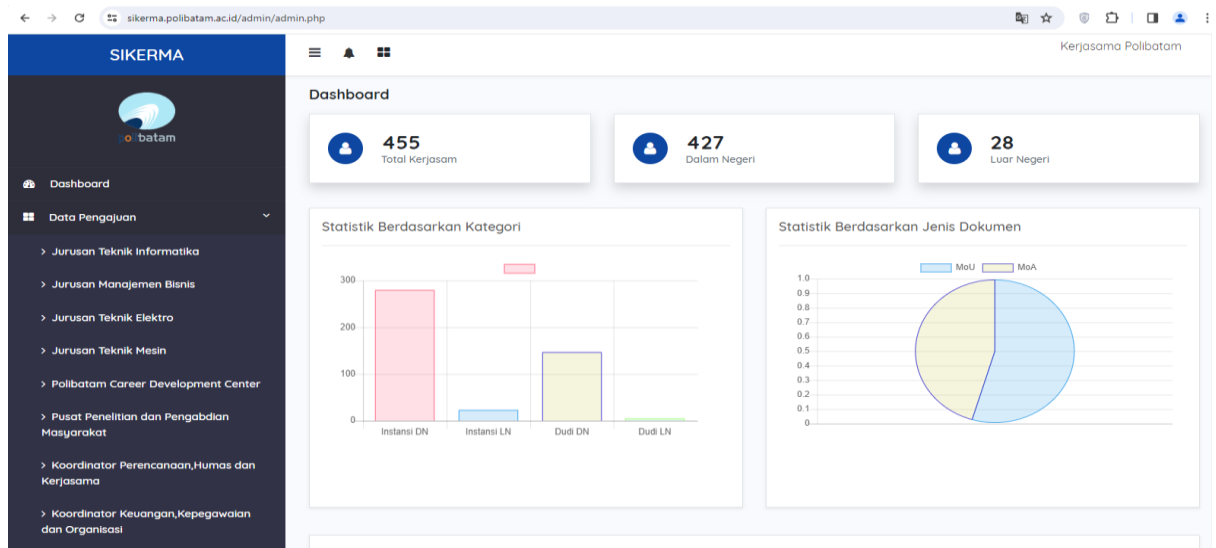 sikerma.polibatam.ac.id/admin/admin.php
SIKERMA
Kerjasama Polibatam
polibatam
Dashboard
Data Pengajuan
> Jurusan Teknik Informatika
> Jurusan Manajemen Bisnis
> Jurusan Teknik Elektro
> Jurusan Teknik Mesin
> Polibatam Career Development Center
> Pusat Penelitian dan Pengabdian
Masyarakat
> Koordinator Perencanaan,Humas dan
Kerjasama
> Koordinator Keuangan,Kepegawaian
dan Organisasi
Dashboard
455
Total Kerjasam
427
Dalam Negeri
28
Luar Negeri
Statistik Berdasarkan Kategori
300
200
100
0
Instansi DN Instansi LN Dudi DN Dudi LN
Statistik Berdasarkan Jenis Dokumen
MoU MoA
1.0
0.9
0.8
0.7
0.6
0.5
0.4
0.3
0.2
0.1
0